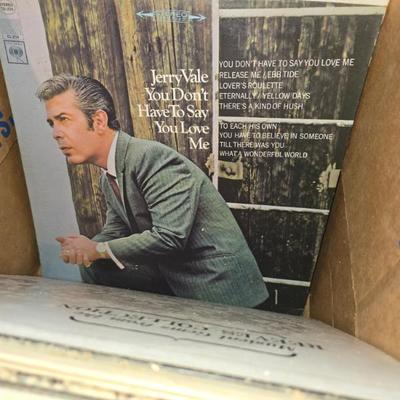 STEREO
YOU DON'T HAVE TO SAY YOU LOVE ME
RELEASE ME / EBB TIDE
LOVER'S ROULETTE
ETERNALLY / YELLOW DAYS
THERE'S A KIND OF HUSH
TO EACH HIS OWN
YOU HAVE TO BELIEVE IN SOMEONE
TILL THERE WAS YOU
WHAT A WONDERFUL WORLD
Jerry Vale
You Don't
Have To Say
You Love
Me
COLLECTION